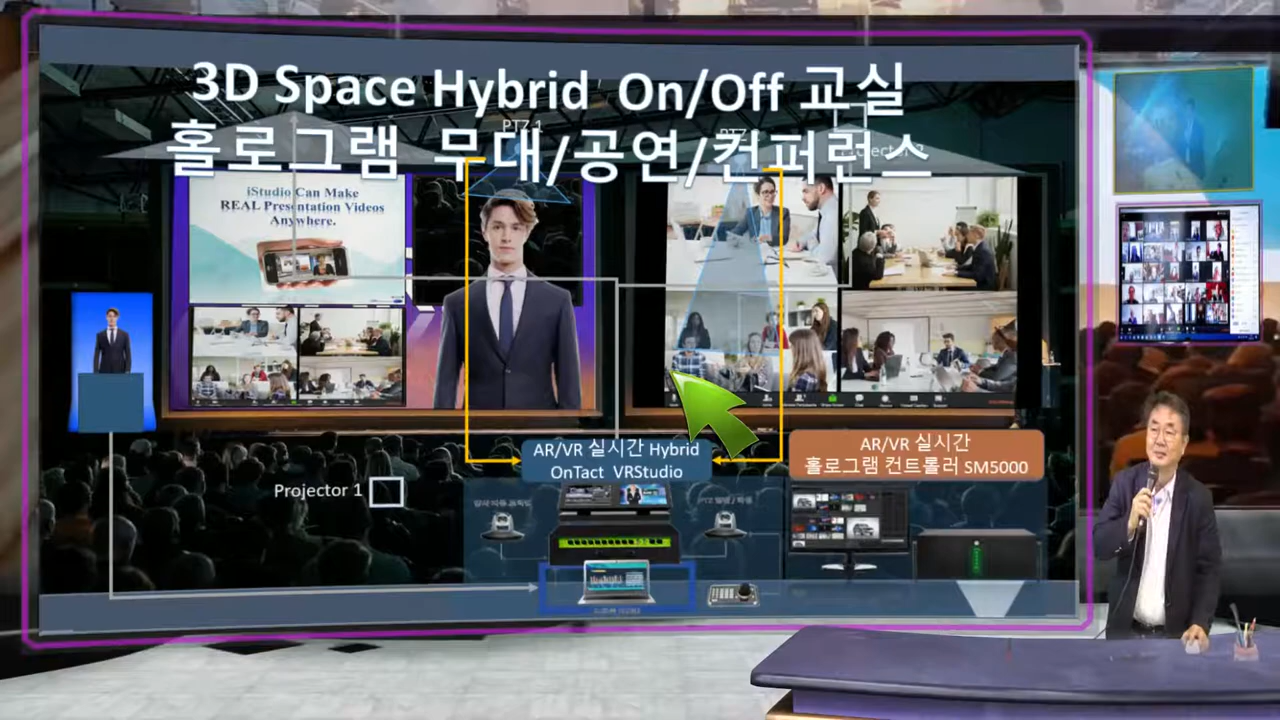 3D Space Hybrid On/Off 교실
홀로그램 무대/공연/컨퍼런스
PTZ 1
iStudio Can Make
REAL Presentation Videos
Anywhere.
AR/VR 실시간 Hybrid
OnTact VRStudio
AR/VR 실시간
홀로그램 컨트롤러 SM5000
Projector 1